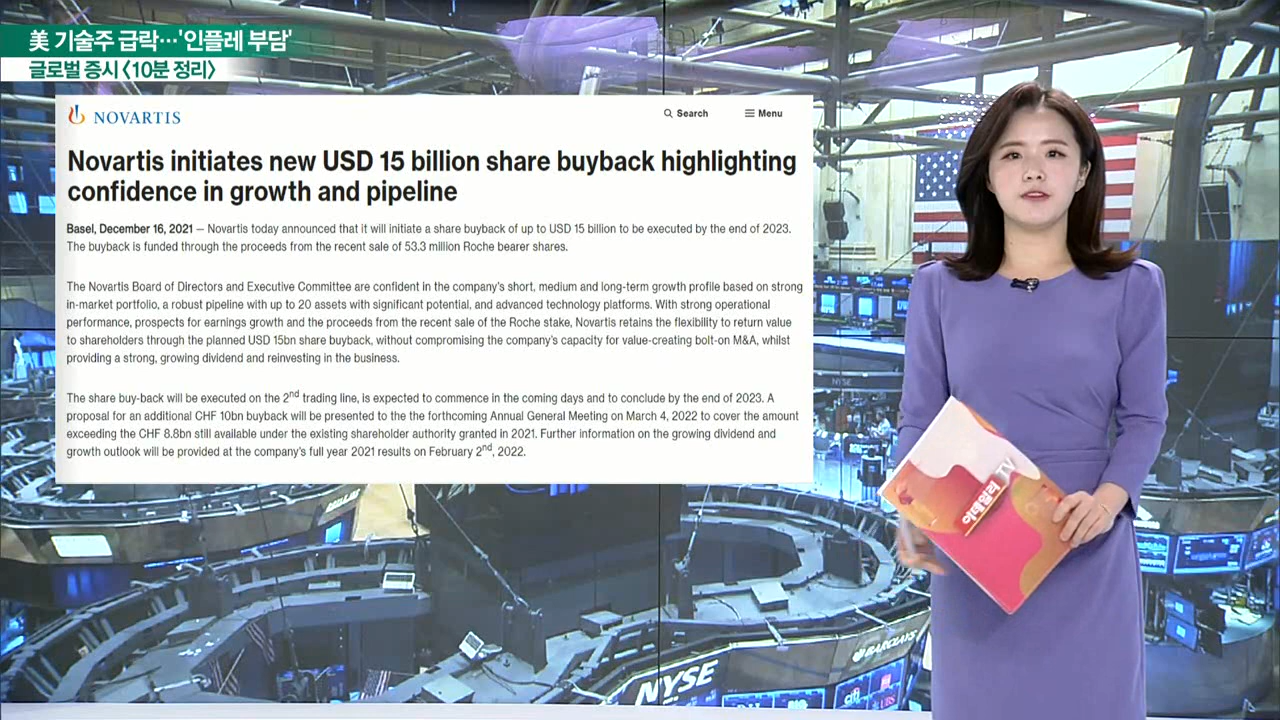 美 기술주 급락…'인플레 부담'
글로벌 증시 <10분 정리>
NOVARTIS
Search
Menu
Novartis initiates new USD 15 billion share buyback highlighting
confidence in growth and pipeline
Basel, December 16, 2021 — Novartis today announced that it will initiate a share buyback of up to USD 15 billion to be executed by the end of 2023.
The buyback is funded through the proceeds from the recent sale of 53.3 million Roche bearer shares.
The Novartis Board of Directors and Executive Committee are confident in the company's short, medium and long-term growth profile based on strong
in-market portfolio, a robust pipeline with up to 20 assets with significant potential, and advanced technology platforms. With strong operational
performance, prospects for earnings growth and the proceeds from the recent sale of the Roche stake, Novartis retains the flexibility to return value
to shareholders through the planned USD 15bn share buyback, without compromising the company's capacity for value-creating bolt-on M&A, whilst
providing a strong, growing dividend and reinvesting in the business.
The share buy-back will be executed on the 2nd trading line, is expected to commence in the coming days and to conclude by the end of 2023. A
proposal for an additional CHF 10bn buyback will be presented to the the forthcoming Annual General Meeting on March 4, 2022 to cover the amount
exceeding the CHF 8.8bn still available under the existing shareholder authority granted in 2021. Further information on the growing dividend and
growth outlook will be provided at the company's full year 2021 results on February 2nd, 2022.
NYSE
이데일리 TV
BARCLAYS
NYSE
citi
UBS